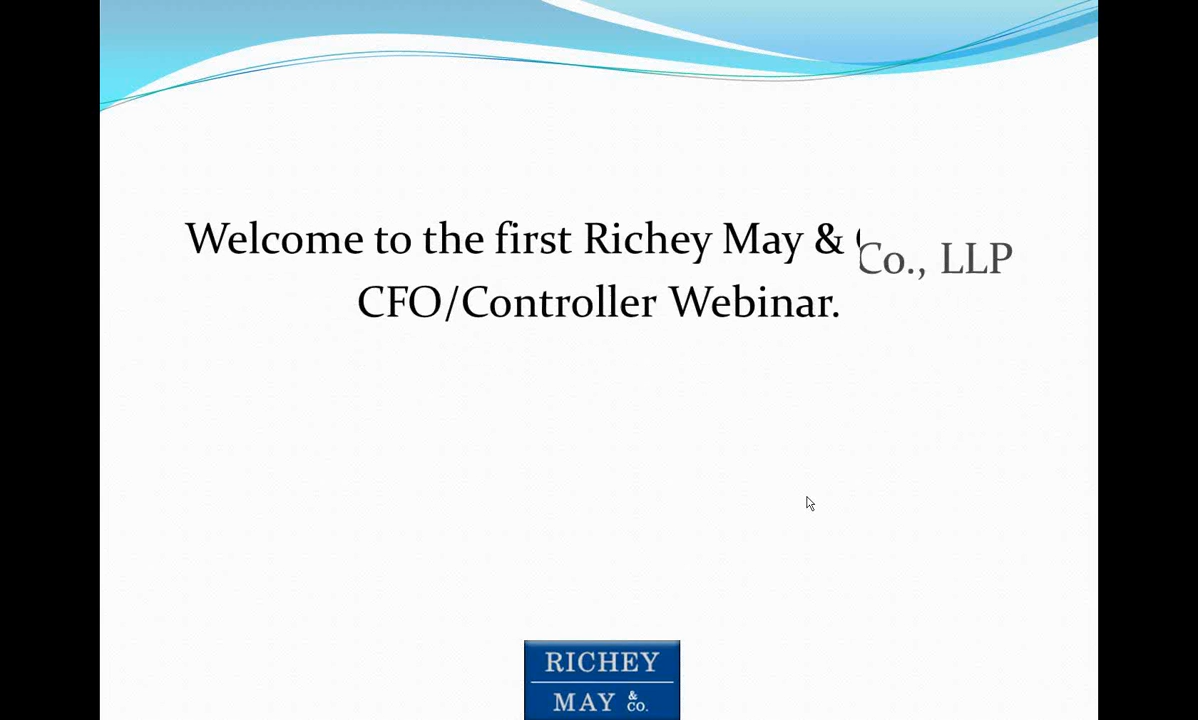 Welcome to the first Richey May & Co., LLP
CFO/Controller Webinar.
RICHEY
MAY & CO.